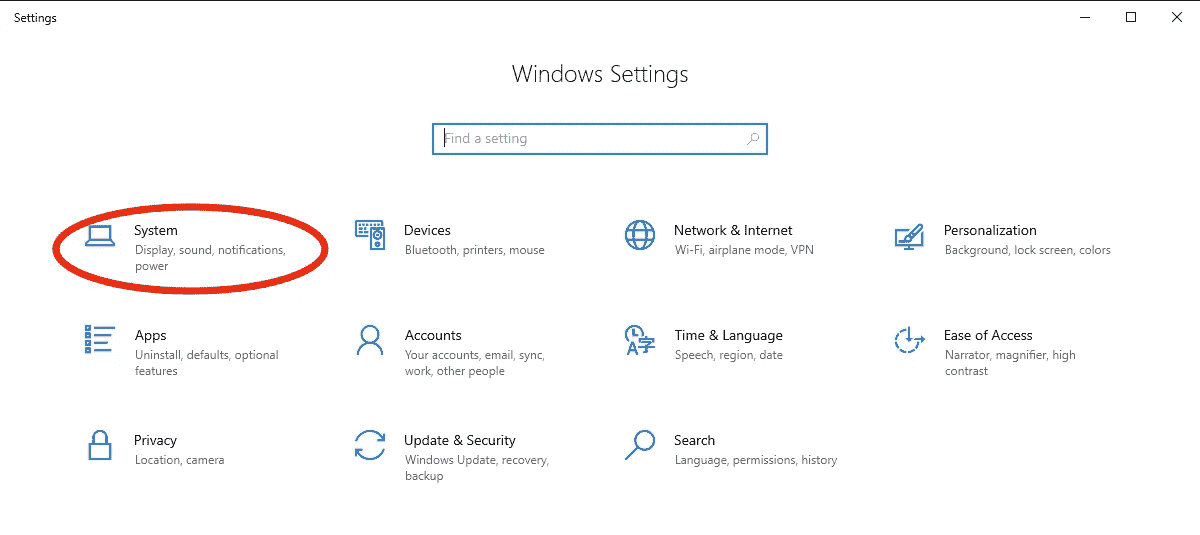 Settings
Windows Settings
Find a setting
System
Display, sound, notifications,
power
Devices
Bluetooth, printers, mouse
Network & Internet
Wi-Fi, airplane mode, VPN
Personalization
Background, lock screen, colors
Apps
Uninstall, defaults, optional
features
Accounts
Your accounts, email, sync,
work, other people
Time & Language
Speech, region, date
Ease of Access
Narrator, magnifier, high
contrast
Privacy
Location, camera
Update & Security
Windows Update, recovery,
backup
Search
Language, permissions, history